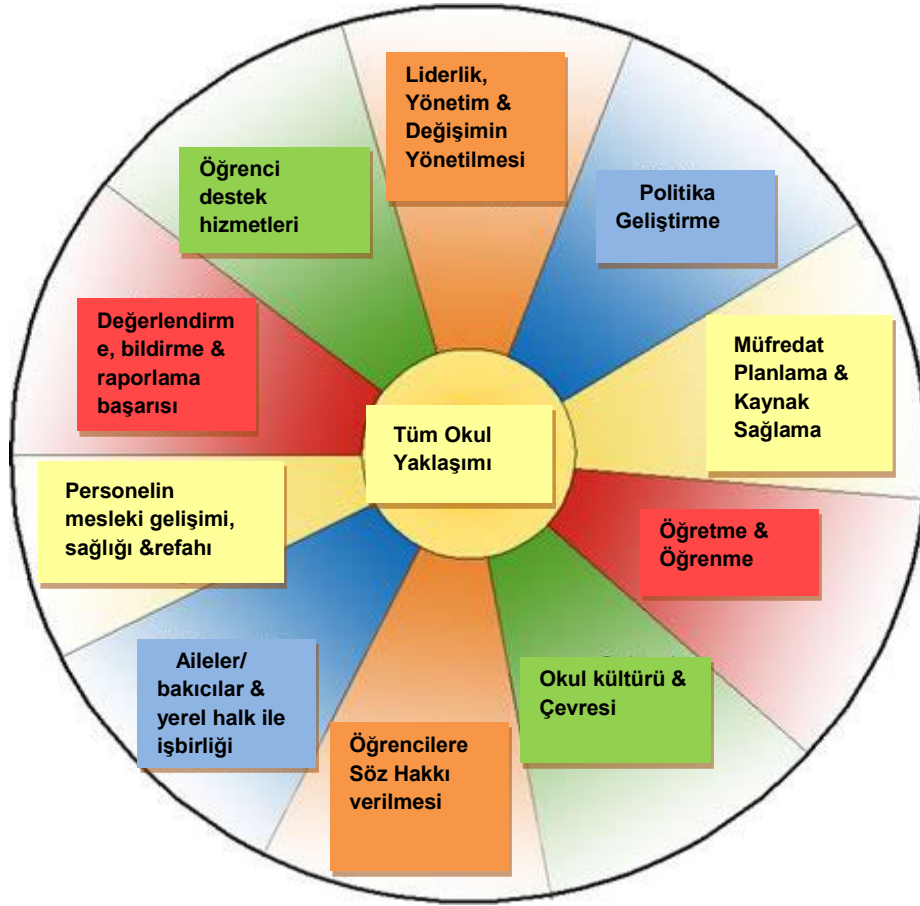 Liderlik,
Yönetim &
Değişimin
Yönetilmesi
Politika
Geliştirme
Müfredat
Planlama &
Kaynak
Sağlama
Öğretme &
Öğrenme
Okul kültürü &
Çevresi
Öğrencilere
Söz Hakkı
verilmesi
Aileler/
bakıcılar &
yerel halk ile
işbirliği
Personelin
mesleki gelişimi,
sağlığı &refahı
Değerlendirm
e, bildirme &
raporlama
başarısı
Öğrenci
destek
hizmetleri
Tüm Okul
Yaklaşımı